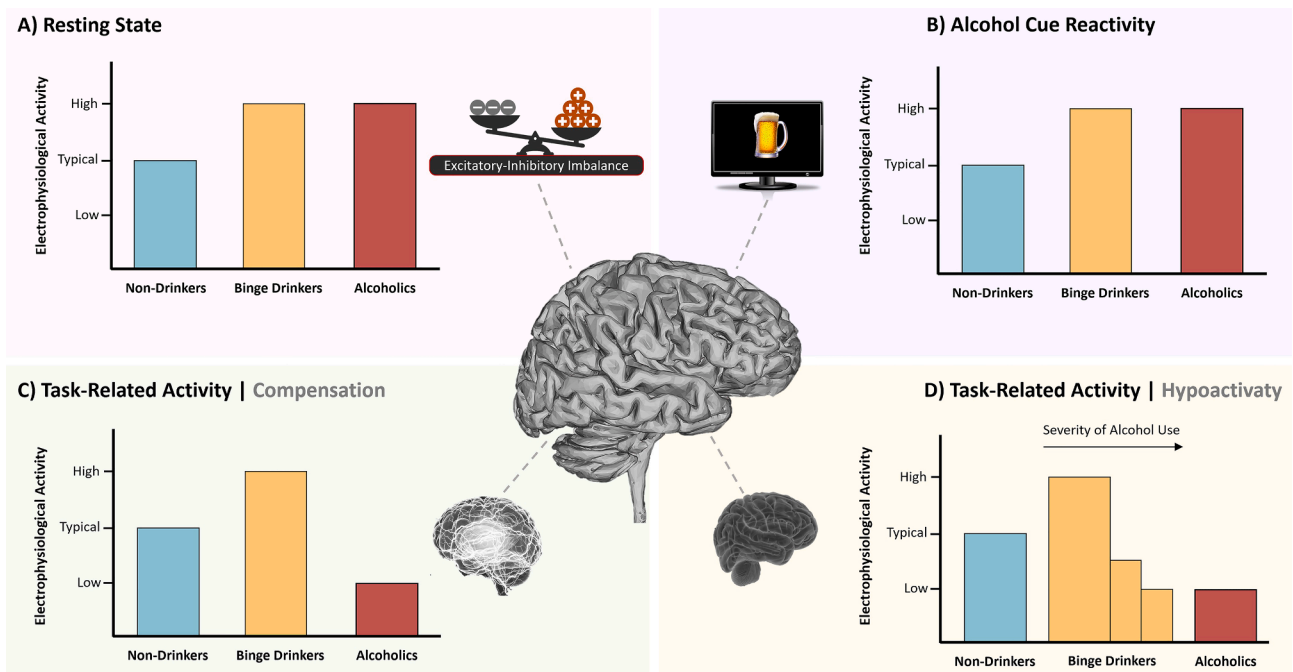 A) Resting State
Electrophysiological Activity
High
Typical
Low
Non-Drinkers
Binge Drinkers
Alcoholics
Excitatory-Inhibitory Imbalance
B) Alcohol Cue Reactivity
Electrophysiological Activity
High
Typical
Low
Non-Drinkers
Binge Drinkers
Alcoholics
C) Task-Related Activity | Compensation
Electrophysiological Activity
High
Typical
Low
Non-Drinkers
Binge Drinkers
Alcoholics
D) Task-Related Activity | Hypoactivaty
Severity of Alcohol Use
Electrophysiological Activity
High
Typical
Low
Non-Drinkers
Binge Drinkers
Alcoholics